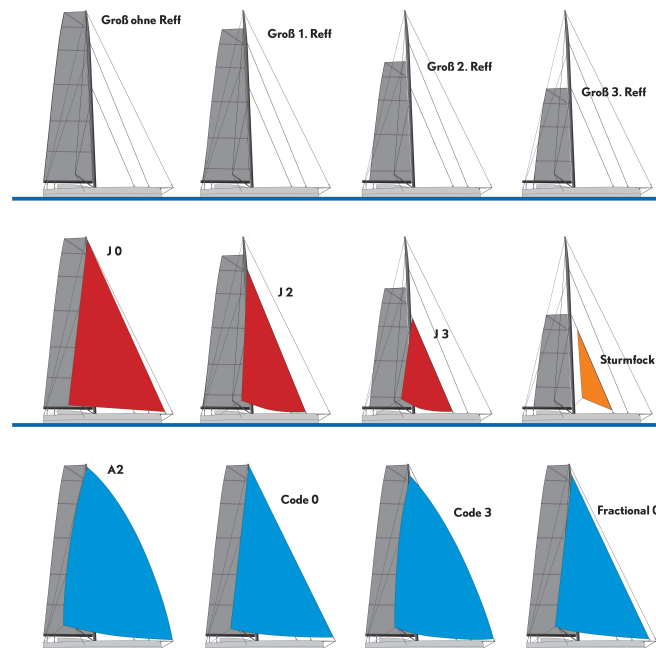 Groß ohne Reff
Groß 1. Reff
Groß 2. Reff
Groß 3. Reff
J 0
J 2
J 3
Sturmfock
A2
Code 0
Code 3
Fractional 0